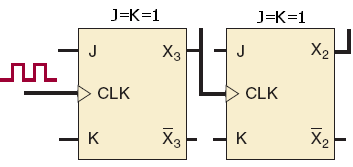 J=K=1
J=K=1
J X₃
J X₂
CLK
CLK
K X̅₃
K X̅₂